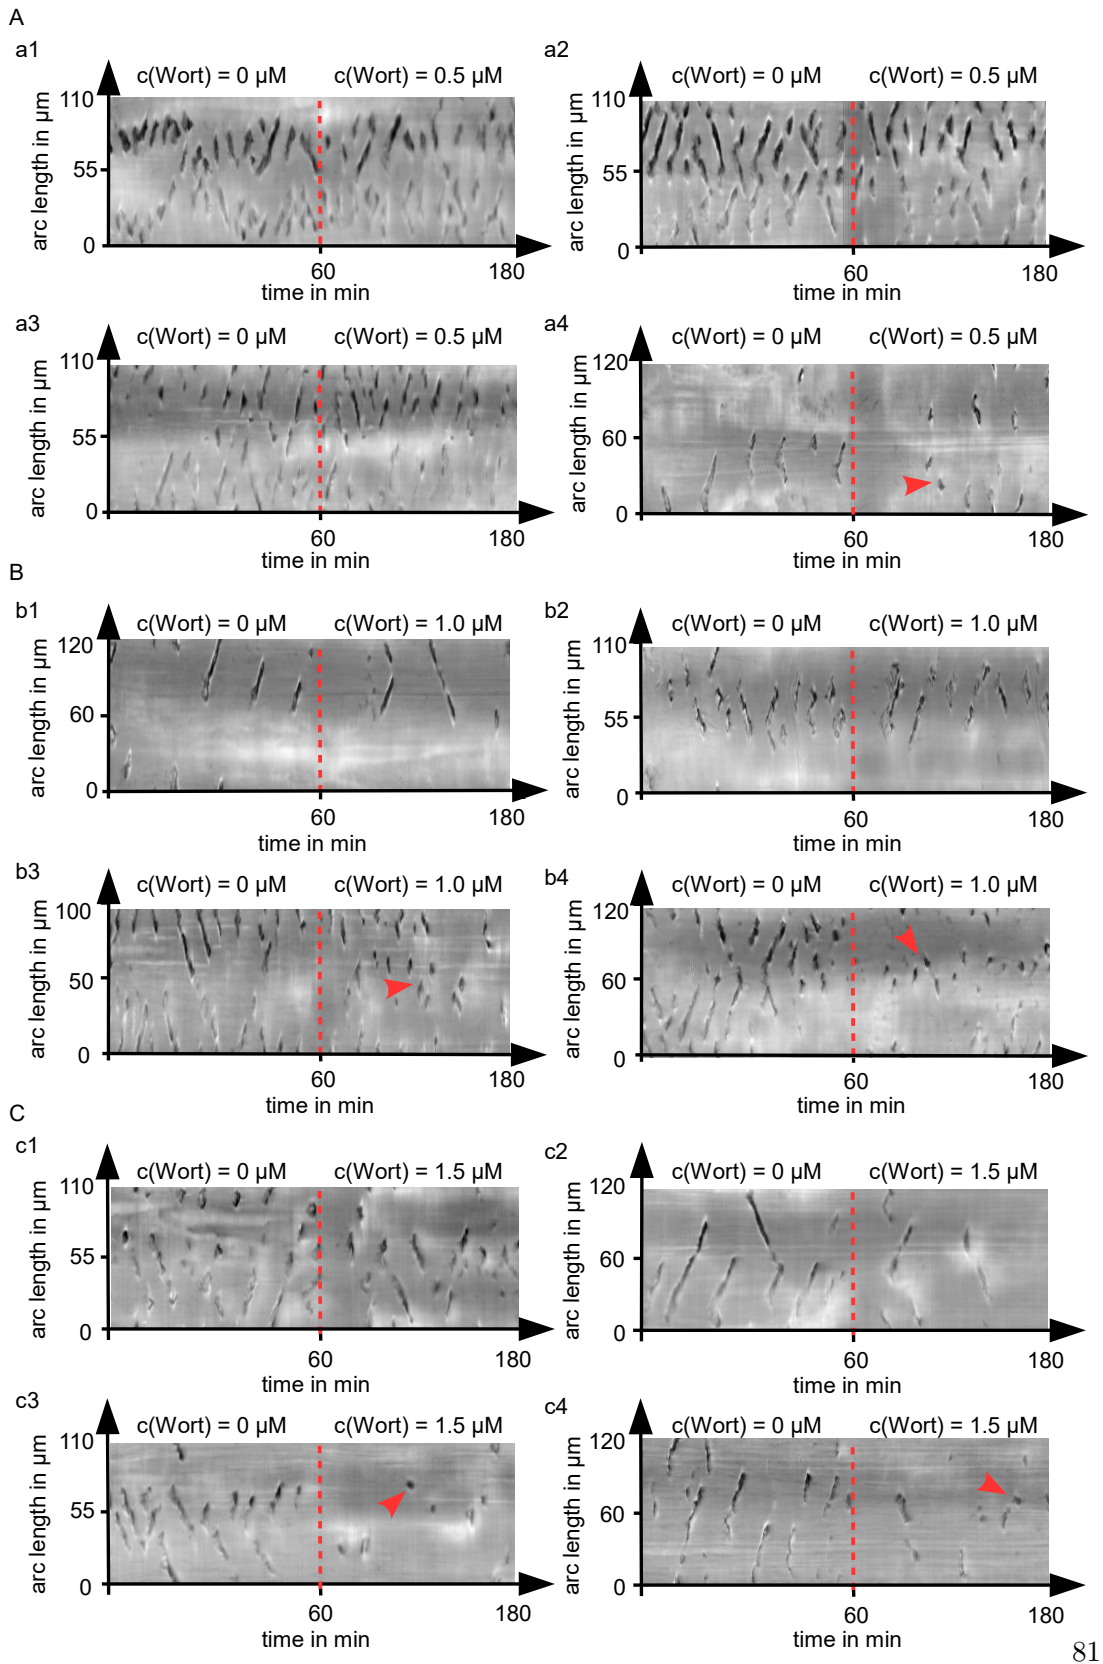 A
a1
c(Wort) = 0 µM
c(Wort) = 0.5 µM
arc length in µm
110
55
0
60
180
time in min
a2
c(Wort) = 0 µM
c(Wort) = 0.5 µM
arc length in µm
110
55
0
60
180
time in min
a3
c(Wort) = 0 µM
c(Wort) = 0.5 µM
arc length in µm
110
55
0
60
180
time in min
a4
c(Wort) = 0 µM
c(Wort) = 0.5 µM
arc length in µm
120
60
0
60
180
time in min
B
b1
c(Wort) = 0 µM
c(Wort) = 1.0 µM
arc length in µm
120
60
0
60
180
time in min
b2
c(Wort) = 0 µM
c(Wort) = 1.0 µM
arc length in µm
110
55
0
60
180
time in min
b3
c(Wort) = 0 µM
c(Wort) = 1.0 µM
arc length in µm
100
50
0
60
180
time in min
b4
c(Wort) = 0 µM
c(Wort) = 1.0 µM
arc length in µm
120
60
0
60
180
time in min
C
c1
c(Wort) = 0 µM
c(Wort) = 1.5 µM
arc length in µm
110
55
0
60
180
time in min
c2
c(Wort) = 0 µM
c(Wort) = 1.5 µM
arc length in µm
120
60
0
60
180
time in min
c3
c(Wort) = 0 µM
c(Wort) = 1.5 µM
arc length in µm
110
55
0
60
180
time in min
c4
c(Wort) = 0 µM
c(Wort) = 1.5 µM
arc length in µm
120
60
0
60
180
time in min
81